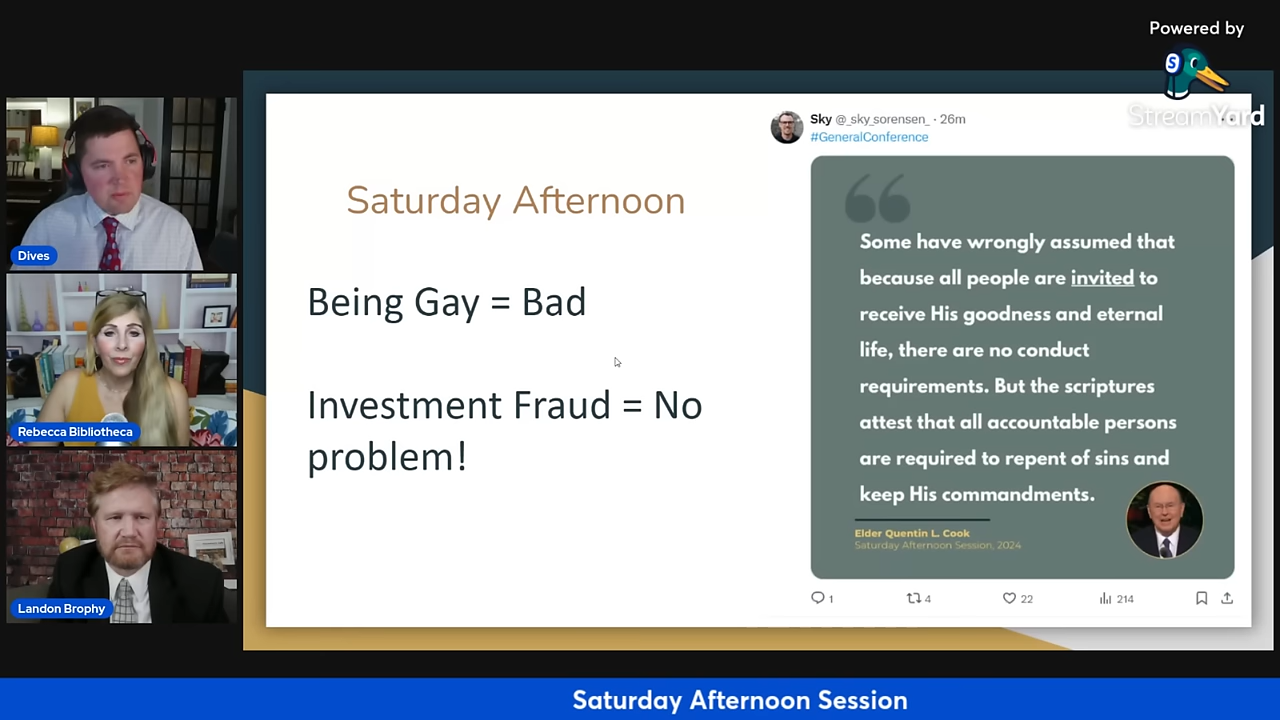 Powered by
StreamYard
Dives
Rebecca Bibliotheca
Landon Brophy
Saturday Afternoon
Being Gay = Bad
Investment Fraud = No
problem!
Sky @_sky_sorensen_ · 26m
#GeneralConference
Some have wrongly assumed that
because all people are invited to
receive His goodness and eternal
life, there are no conduct
requirements. But the scriptures
attest that all accountable persons
are required to repent of sins and
keep His commandments.
Elder Quentin L. Cook
Saturday Afternoon Session, 2024
1 4 22 214
Saturday Afternoon Session